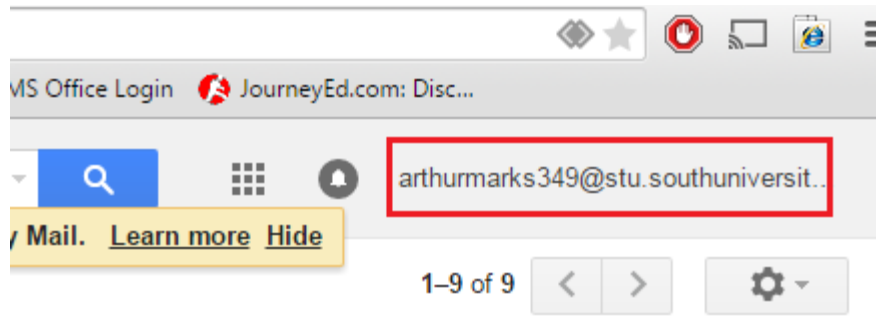 MS Office Login JourneyEd.com: Disc...
arthurmarks349@stu.southuniversit..
Mail. Learn more Hide
1–9 of 9